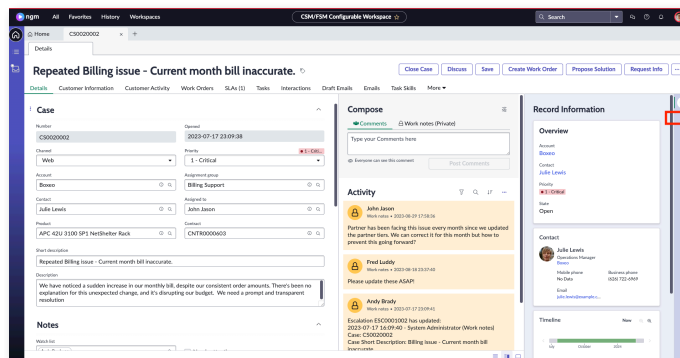 ngm All Favorites History Workspaces CSM/FSM Configurable Workspace ☆ Search
Home CS0020002 × +
Details
Repeated Billing issue - Current month bill inaccurate.
Close Case Discuss Save Create Work Order Propose Solution Request Info ...
Details Customer Information Customer Activity Work Orders SLAs (1) Tasks Interactions Draft Emails Emails Task Skills More ▾
Case
Number
CS0020002
Opened
2023-07-17 23:09:38
Channel
Web
Priority
1 - Criti...
1 - Critical
Account
Boxeo
Assignment group
Billing Support
Contact
Julie Lewis
Assigned to
John Jason
Product
APC 42U 3100 SP1 NetShelter Rack
Contract
CNTR0000603
Short description
Repeated Billing issue - Current month bill inaccurate.
Description
We have noticed a sudden increase in our monthly bill, despite our consistent order amounts. There's been no
explanation for this unexpected change, and it's disrupting our budget. We need a prompt and transparent
resolution
Notes
Watch list
Compose
Comments Work notes (Private)
Type your Comments here
Everyone can see this comment
Post Comments
Activity
John Jason
Work notes • 2023-08-29 17:58:36
Partner has been facing this issue every month since we updated
the partner tiers. We can correct it for this month but how to
prevent this going forward?
Fred Luddy
Work notes • 2023-08-18 23:37:40
Please update these ASAP!
Andy Brady
Work notes • 2023-07-17 23:09:41
Escalation ESC0001002 has updated:
2023-07-17 16:09:40 - System Administrator (Work notes)
Case: CS0020002
Case Short Description: Billing issue - Current month bill
inaccurate
Record Information
Overview
Account
Boxeo
Contact
Julie Lewis
Priority
1 - Critical
State
Open
Contact
Julie Lewis
Operations Manager
Boxeo
Mobile phone
No Data
Business phone
(626) 722-6969
Email
julie.lewis@example.c...
Timeline
Now